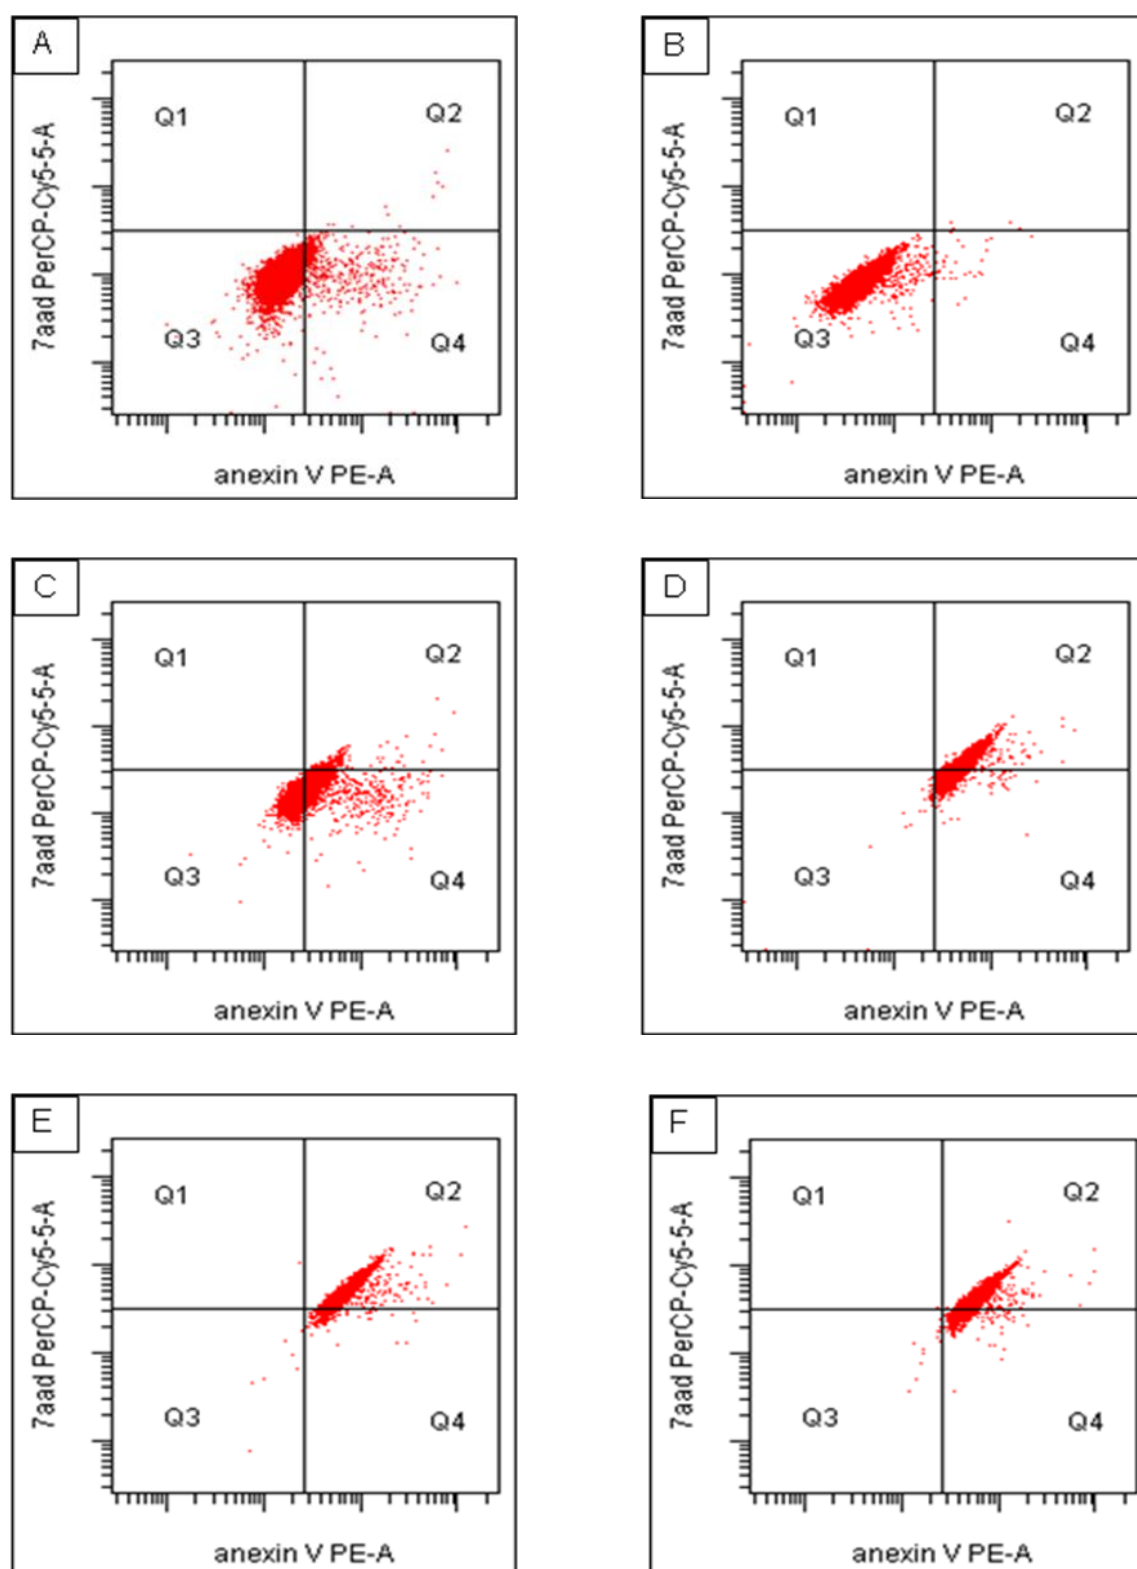 A
7aad PerCP-Cy5-5-A
Q1
Q2
Q3
Q4
anexin V PE-A
B
7aad PerCP-Cy5-5-A
Q1
Q2
Q3
Q4
anexin V PE-A
C
7aad PerCP-Cy5-5-A
Q1
Q2
Q3
Q4
anexin V PE-A
D
7aad PerCP-Cy5-5-A
Q1
Q2
Q3
Q4
anexin V PE-A
E
7aad PerCP-Cy5-5-A
Q1
Q2
Q3
Q4
anexin V PE-A
F
7aad PerCP-Cy5-5-A
Q1
Q2
Q3
Q4
anexin V PE-A